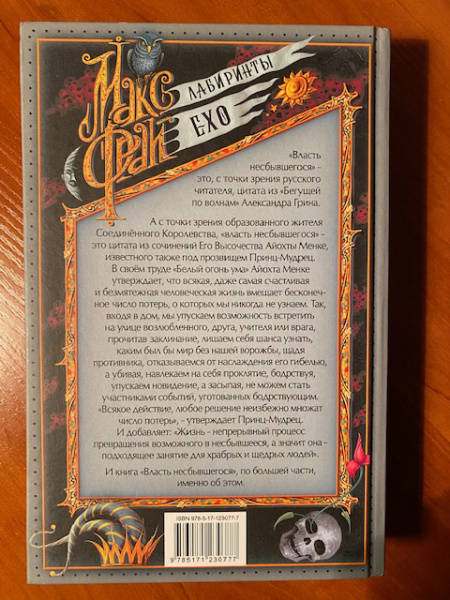 Макс
Фрай
ЛАБИРИНТЫ
ЕХО
«Власть
несбывшегося» -
это, с точки зрения русского
читателя, цитата из «Бегущей
по волнам» Александра Грина.
А с точки зрения образованного жителя
Соединённого Королевства, «власть несбывшегося» -
это цитата из сочинений Его Высочества Айохты Менке,
известного также под прозвищем Принц-Мудрец.
В своём труде «Белый огонь ума» Айохта Менке
утверждает, что всякая, даже самая счастливая
и безмятежная человеческая жизнь вмещает бесконеч-
ное число потерь, о которых мы никогда не узнаем. Так,
входя в дом, мы упускаем возможность встретить
на улице возлюбленного, друга, учителя или врага,
прочитав заклинание, лишаем себя шанса узнать,
каким был бы мир без нашей ворожбы, щадя
противника, отказываемся от наслаждения его гибелью,
а убивая, навлекаем на себя проклятие, бодрствуя,
упускаем новидение, а засыпая, не можем стать
участниками событий, уготованных бодрствующим.
«Всякое действие, любое решение неизбежно множат
число потерь», - утверждает Принц-Мудрец.
И добавляет: «Жизнь - непрерывный процесс
превращения возможного в несбывшееся, а значит она -
подходящее занятие для храбрых и щедрых людей».
И книга «Власть несбывшегося», по большей части,
именно об этом.
ISBN 978-5-17-123077-7
9 785171 230777